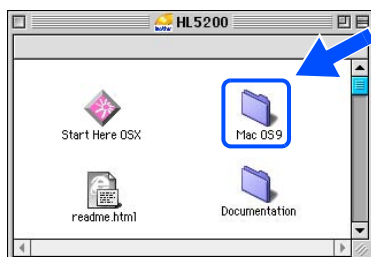 HL5200
Start Here OSX
Mac OS9
readme.html
Documentation